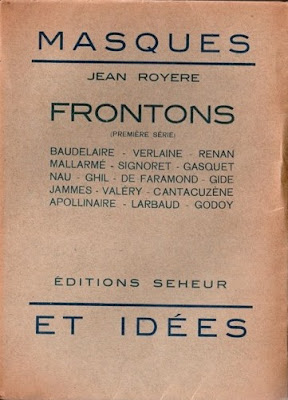 MASQUES
JEAN ROYERE
FRONTONS
(PREMIÈRE SÉRIE)
BAUDELAIRE - VERLAINE - RENAN
MALLARMÉ - SIGNORET - GASQUET
NAU - GHIL - DE FARAMOND - GIDE
JAMMES - VALÉRY - CANTACUZÈNE
APOLLINAIRE - LARBAUD - GODOY
ÉDITIONS SEHEUR
ET IDÉES